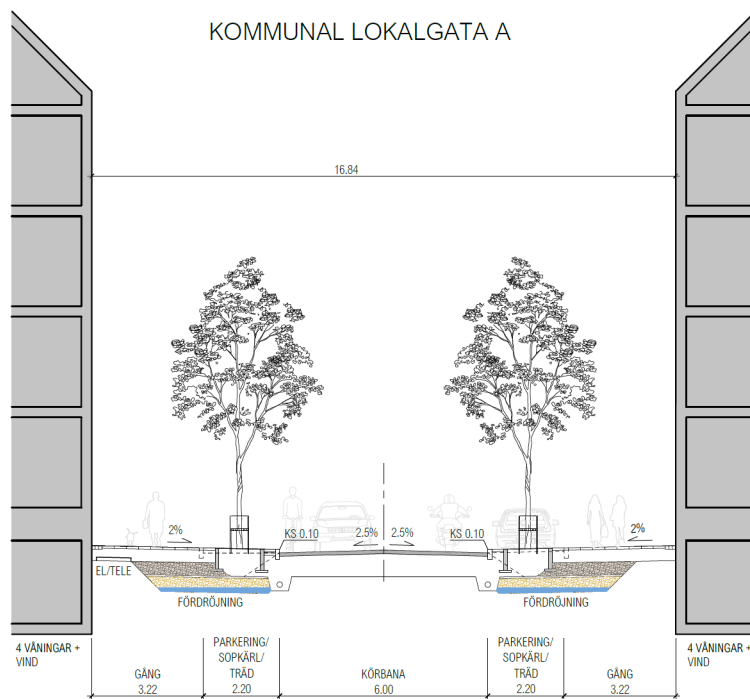 KOMMUNAL LOKALGATA A
16.84
2%
KS 0.10
2.5%
2.5%
KS 0.10
2%
EL/TELE
FÖRDRÖJNING
FÖRDRÖJNING
4 VÅNINGAR +
VIND
GÅNG
3.22
PARKERING/
SOPKÄRL/
TRÄD
2.20
KÖRBANA
6.00
PARKERING/
SOPKÄRL/
TRÄD
2.20
GÅNG
3.22
4 VÅNINGAR +
VIND